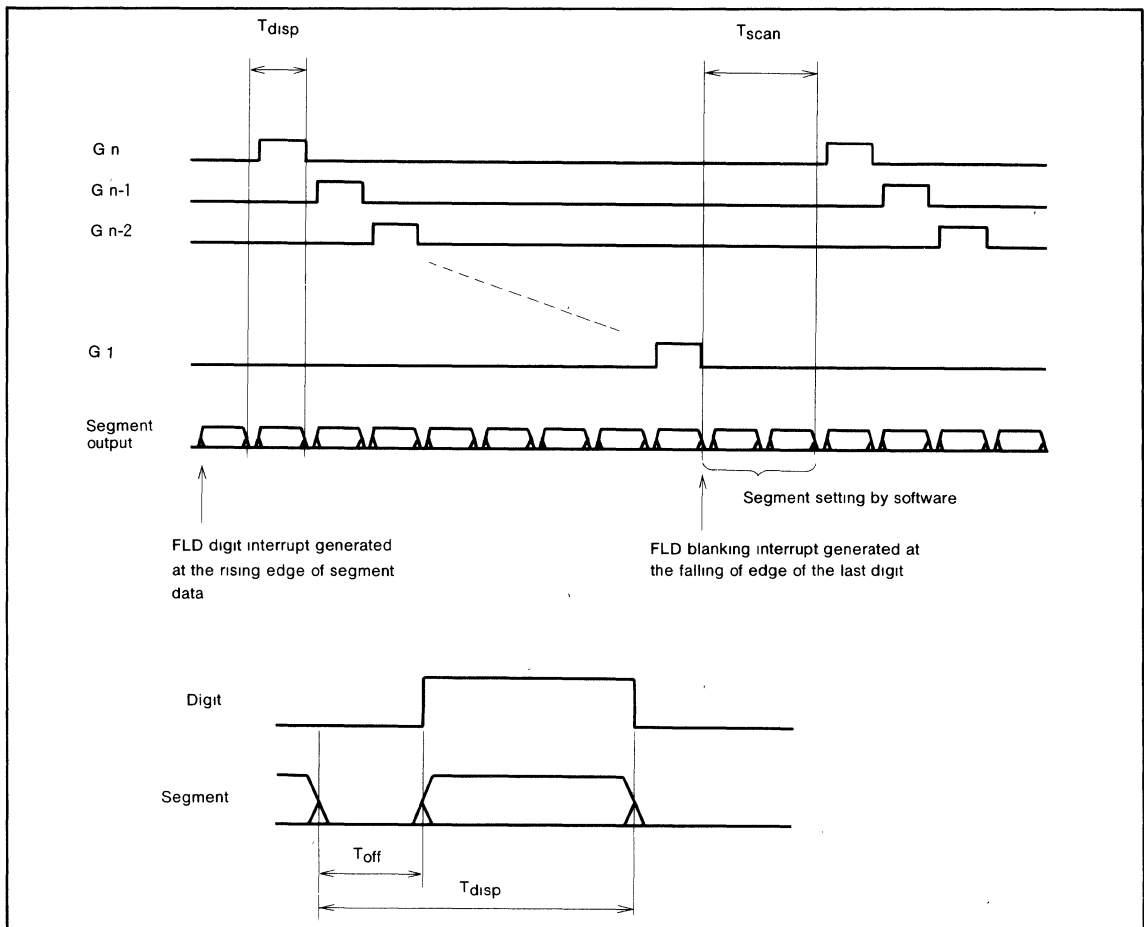 Tdisp
Tscan
G n
G n-1
G n-2
G 1
Segment
output
Segment setting by software
FLD digit interrupt generated
at the rising edge of segment
data
FLD blanking interrupt generated at
the falling of edge of the last digit
Digit
Segment
Toff
Tdisp